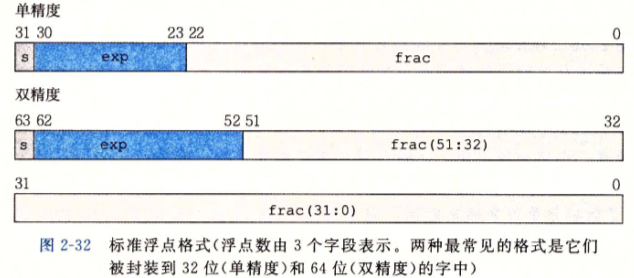 单精度
31 30 23 22 0
s exp frac
双精度
63 62 52 51 32
s exp frac(51:32)
31 0
frac(31:0)
图 2-32 标准浮点格式(浮点数由 3 个字段表示。两种最常见的格式是它们
被封装到 32 位(单精度)和 64 位(双精度)的字中)